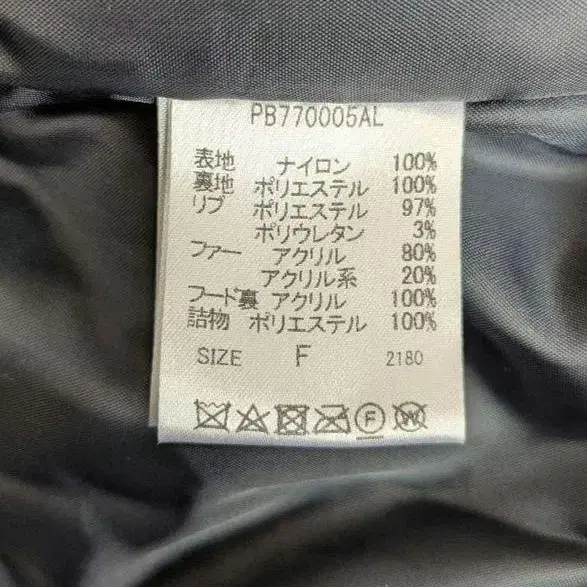 PB770005AL
表地 ナイロン 100%
裏地 ポリエステル 100%
リブ ポリエステル 97%
ポリウレタン 3%
ファー アクリル 80%
アクリル系 20%
フード裏 アクリル 100%
詰物 ポリエステル 100%
SIZE F 2180
F W